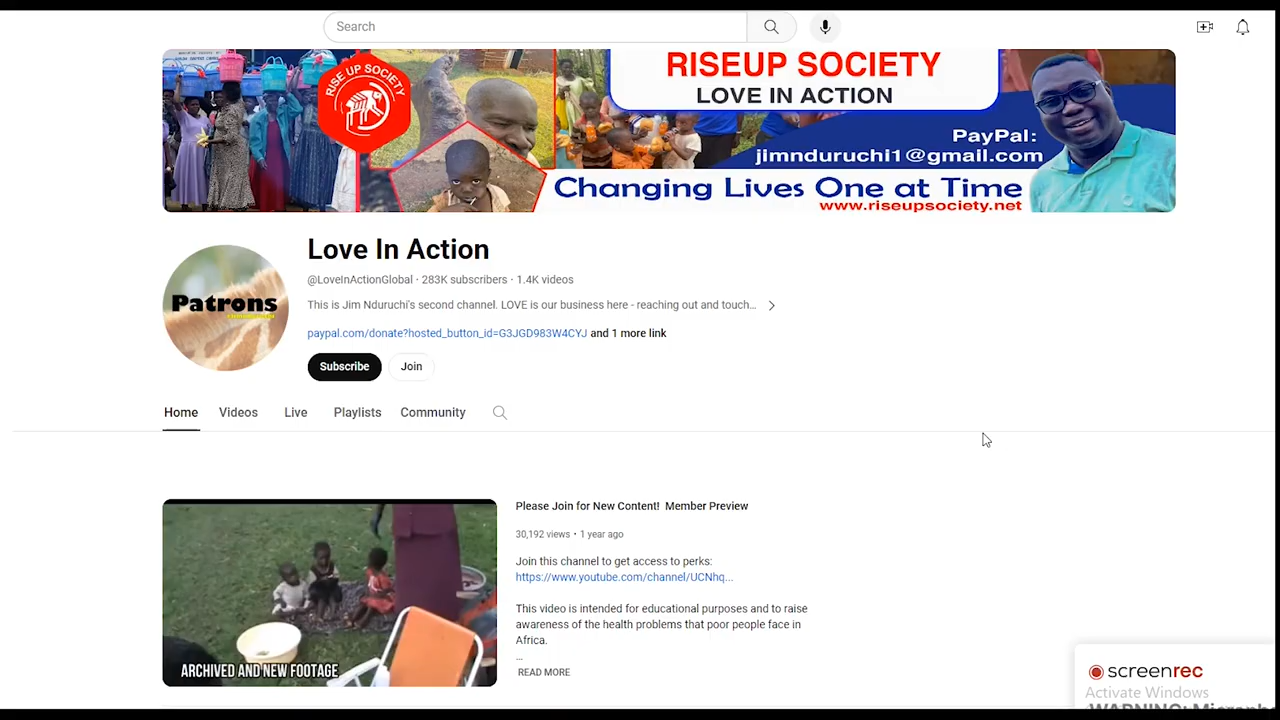 Search
RISE UP SOCIETY
RISEUP SOCIETY
LOVE IN ACTION
PayPal:
jimnduruchi1@gmail.com
Changing Lives One at Time
www.riseupsociety.net
Patrons
Love In Action
@LoveInActionGlobal · 283K subscribers · 1.4K videos
This is Jim Nduruchi's second channel. LOVE is our business here - reaching out and touch...
paypal.com/donate?hosted_button_id=G3JGD983W4CYJ and 1 more link
Subscribe Join
Home Videos Live Playlists Community
Please Join for New Content! Member Preview
30,192 views • 1 year ago
Join this channel to get access to perks:
https://www.youtube.com/channel/UCNhq...
This video is intended for educational purposes and to raise
awareness of the health problems that poor people face in
Africa.
...
READ MORE
ARCHIVED AND NEW FOOTAGE
screenrec
Activate Windows